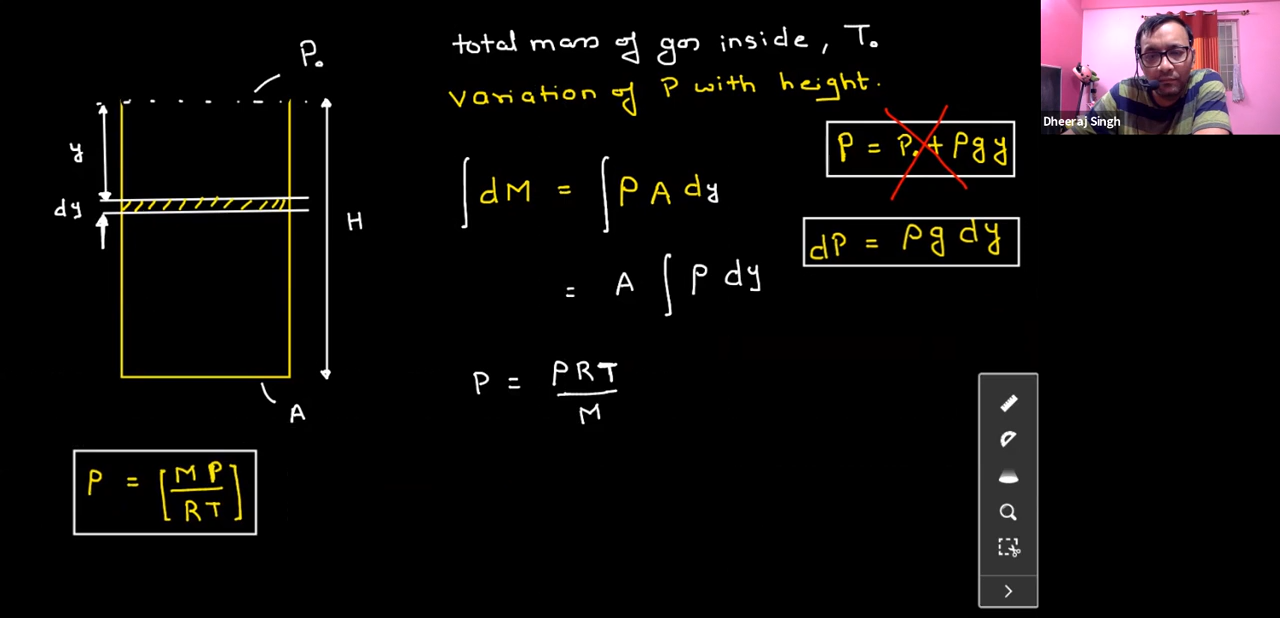 total mass of gas inside, T₀
variation of P with height.
P₀
P = P₀ + ρgy
y
∫dM = ∫ρ A dy
dy
H
dP = ρg dy
= A ∫ρ dy
P = ρRT/M
A
ρ = [MP/RT]
Dheeraj Singh